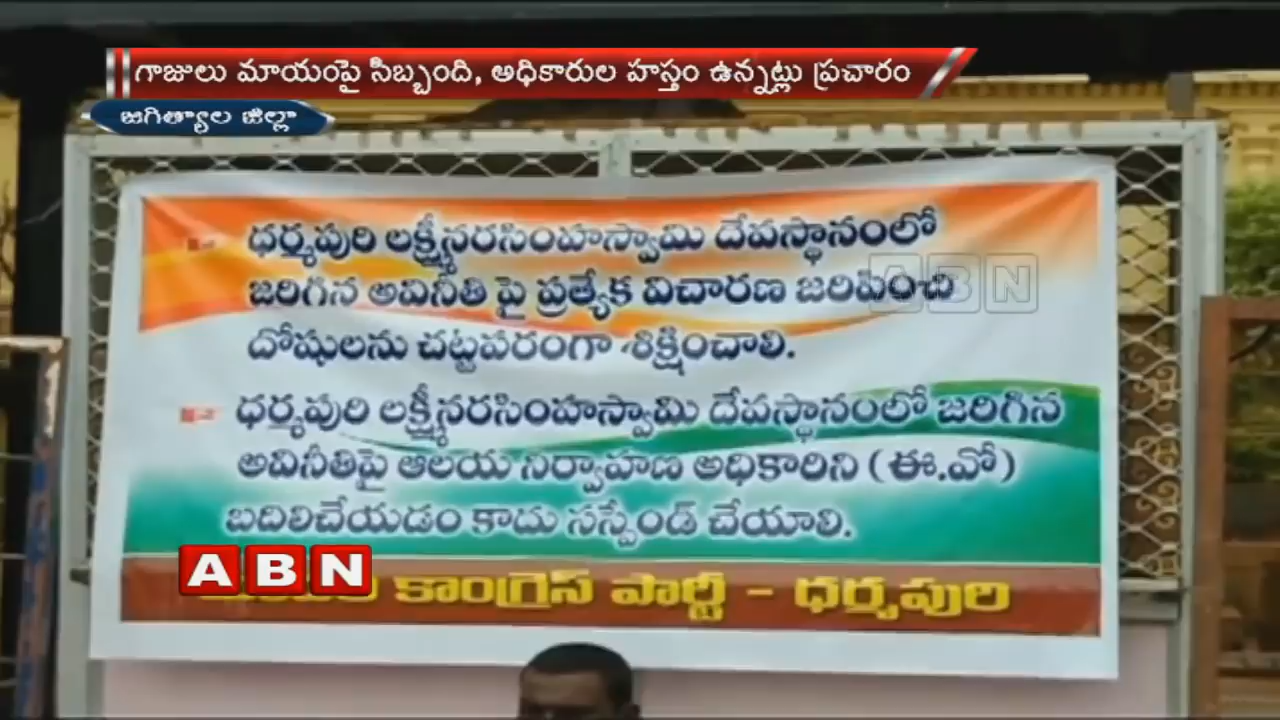 గాజులు మాయంపై సిబ్బంది, అధికారుల హస్తం ఉన్నట్లు ప్రచారం
జగిత్యాల జిల్లా
ధర్మపురి లక్ష్మీనరసింహస్వామి దేవస్థానంలో
జరిగిన అవినీతి పై ప్రత్యేక విచారణ జరిపించి
ABN
దోషులను చట్టపరంగా శిక్షించాలి.
ధర్మపురి లక్ష్మీనరసింహస్వామి దేవస్థానంలో జరిగిన
అవినీతిపై ఆలయ నిర్వాహణ అధికారిని (ఈ.వో)
బదిలిచేయడం కాదు సస్పేండ్ చేయాలి.
ABN
కాంగ్రెస్ పార్టీ - ధర్మపురి